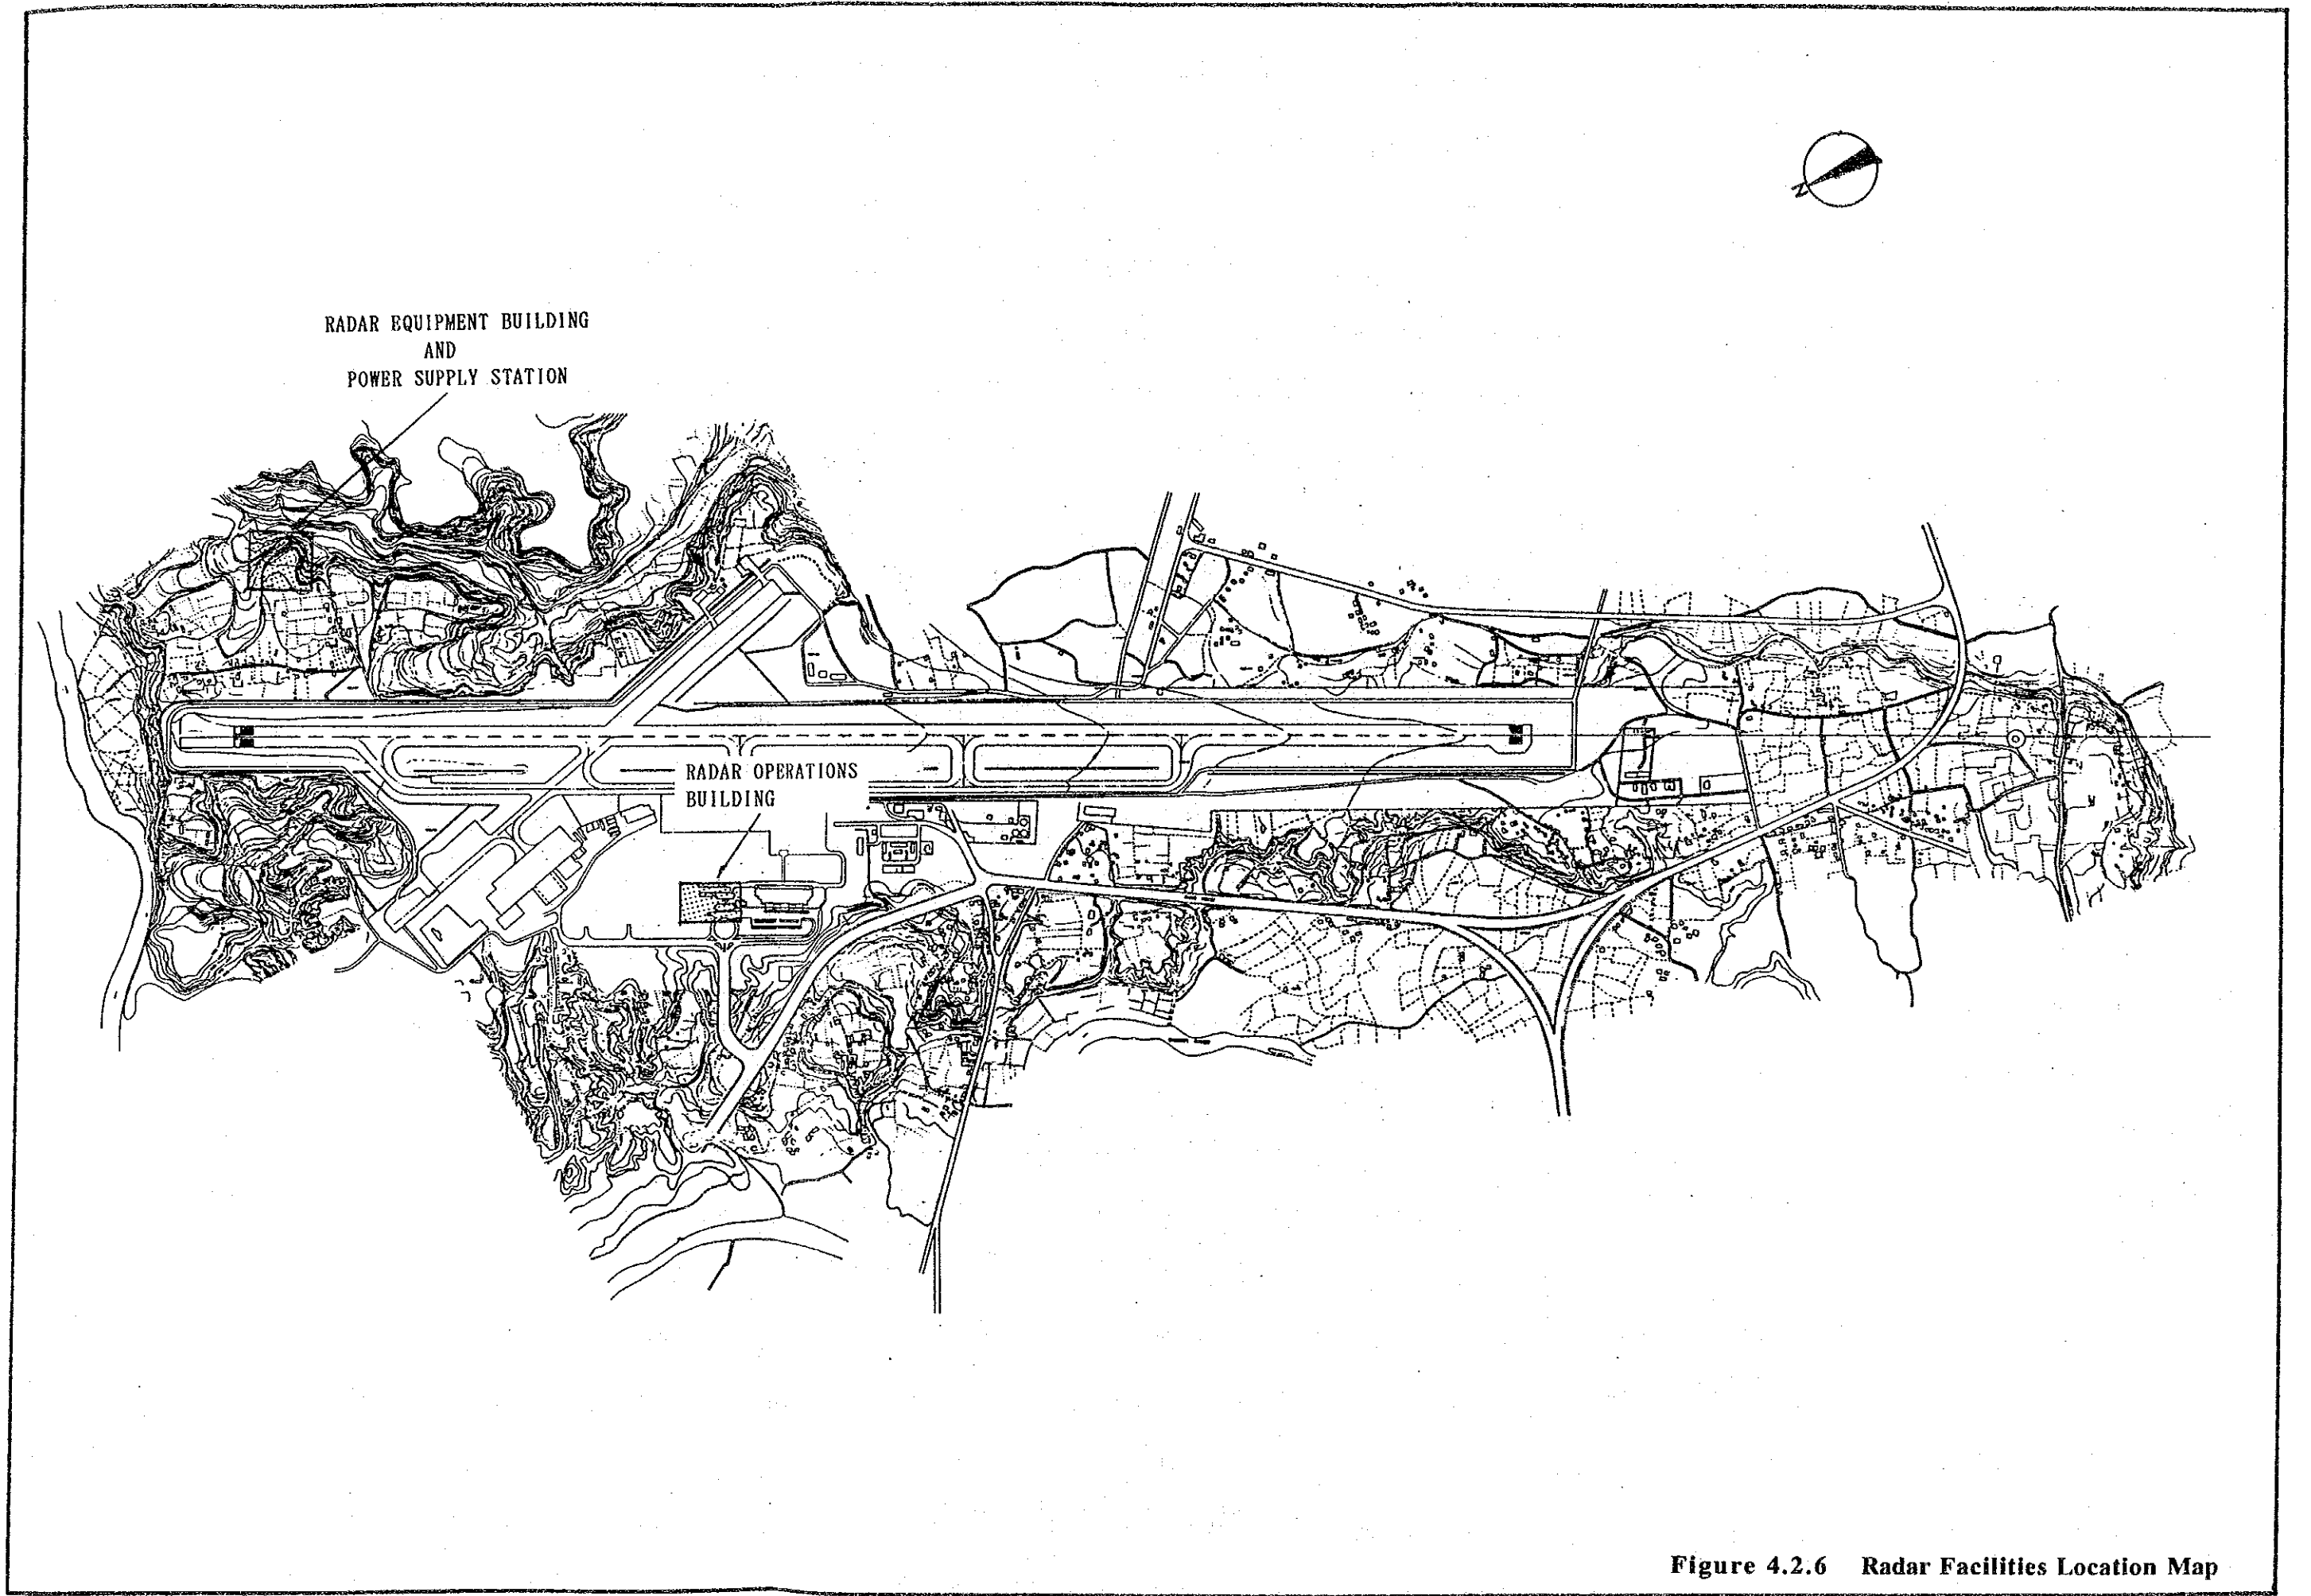 N
RADAR EQUIPMENT BUILDING
AND
POWER SUPPLY STATION
RADAR OPERATIONS
BUILDING
Figure 4.2.6 Radar Facilities Location Map